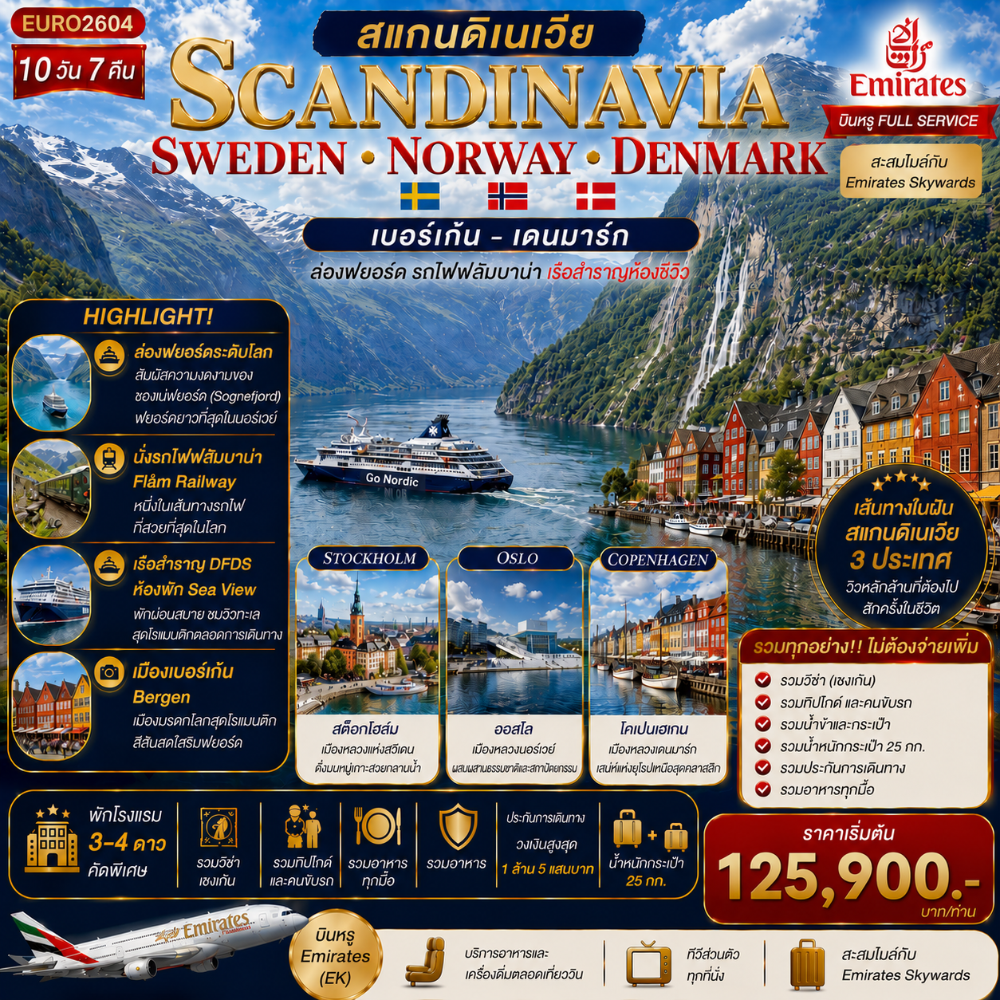 EURO2604
10 วัน 7 คืน
สแกนดิเนเวีย
SCANDINAVIA
SWEDEN • NORWAY • DENMARK
เบอร์เก้น - เดนมาร์ก
ล่องฟยอร์ด รถไฟฟลัมบาน่า เรือสำราญห้องซีวิว
Emirates
บินหรู FULL SERVICE
สะสมไมล์กับ
Emirates Skywards
HIGHLIGHT!
ล่องฟยอร์ดระดับโลก
สัมผัสความงดงามของ
ซองเน่ฟยอร์ด (Sognefjord)
ฟยอร์ดยาวที่สุดในนอร์เวย์
นั่งรถไฟฟลัมบาน่า
Flåm Railway
หนึ่งในเส้นทางรถไฟ
ที่สวยที่สุดในโลก
เรือสำราญ DFDS
ห้องพัก Sea View
พักผ่อนสบาย ชมวิวทะเล
สุดโรแมนติกตลอดการเดินทาง
เมืองเบอร์เก้น
Bergen
เมืองมรดกโลกสุดโรแมนติก
สีสันสดใสริมฟยอร์ด
Go Nordic
STOCKHOLM
สต็อกโฮล์ม
เมืองหลวงแห่งสวีเดน
ดั่งมนหมู่เกาะสวยกลางน้ำ
OSLO
ออสโล
เมืองหลวงนอร์เวย์
ผสมผสานธรรมชาติและสถาปัตยกรรม
COPENHAGEN
โคเปนเฮเกน
เมืองหลวงเดนมาร์ก
เสน่ห์แห่งยุโรปเหนือสุดคลาสสิก
เส้นทางในฝัน
สแกนดิเนเวีย
3 ประเทศ
วิวหลักล้านที่ต้องไป
สักครั้งในชีวิต
รวมทุกอย่าง!! ไม่ต้องจ่ายเพิ่ม
รวมวีซ่า (เชงเก้น)
รวมทิปไกด์ และคนขับรถ
รวมน้ำข้าและกระเป๋า
รวมน้ำหนักกระเป๋า 25 กก.
รวมประกันการเดินทาง
รวมอาหารทุกมื้อ
พักโรงแรม
3-4 ดาว
คัดพิเศษ
รวมวีซ่า
เชงเก้น
รวมทิปไกด์
และคนขับรถ
รวมอาหาร
ทุกมื้อ
รวมอาหาร
ประกันการเดินทาง
วงเงินสูงสุด
1 ล้าน 5 แสนบาท
น้ำหนักกระเป๋า
25 กก.
ราคาเริ่มต้น
125,900.-
บาท/ท่าน
Emirates
บินหรู
Emirates
(EK)
บริการอาหารและ
เครื่องดื่มตลอดเที่ยวบิน
ทีวีส่วนตัว
ทุกที่นั่ง
สะสมไมล์กับ
Emirates Skywards